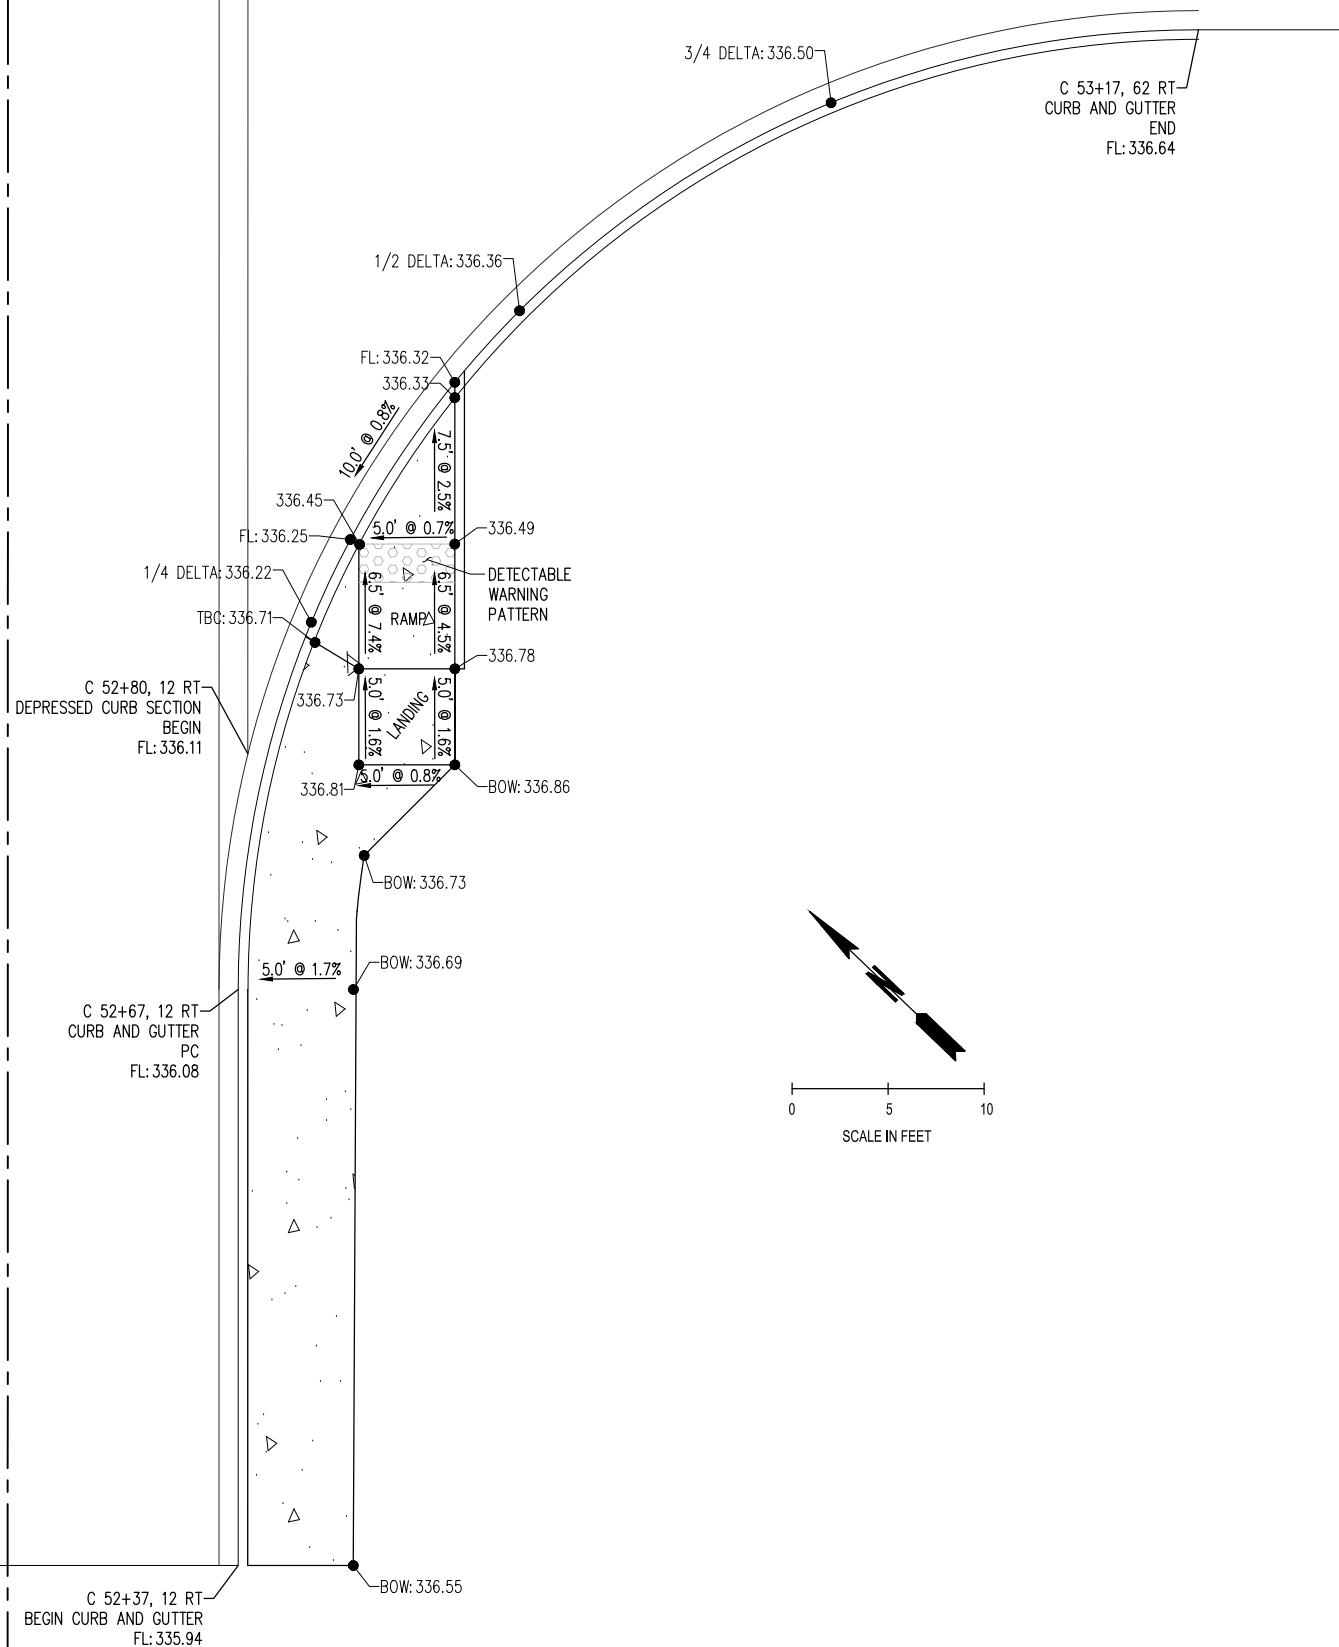 3/4 DELTA: 336.50
C 53+17, 62 RT
CURB AND GUTTER
END
FL: 336.64
1/2 DELTA: 336.36
FL: 336.32
336.33
10.0' @ 0.8%
7.5' @ 2.5%
336.45
5.0' @ 0.7%
336.49
FL: 336.25
1/4 DELTA: 336.22
DETECTABLE
WARNING
PATTERN
TBC: 336.71
6.5' @ 7.4%
RAMP
6.5' @ 4.5%
336.78
C 52+80, 12 RT
DEPRESSED CURB SECTION
BEGIN
FL: 336.11
336.73
5.0' @ 1.6%
LANDING
5.0' @ 1.6%
336.81
5.0' @ 0.8%
BOW: 336.86
BOW: 336.73
5.0' @ 1.7%
BOW: 336.69
C 52+67, 12 RT
CURB AND GUTTER
PC
FL: 336.08
N
0 5 10
SCALE IN FEET
BOW: 336.55
C 52+37, 12 RT
BEGIN CURB AND GUTTER
FL: 335.94